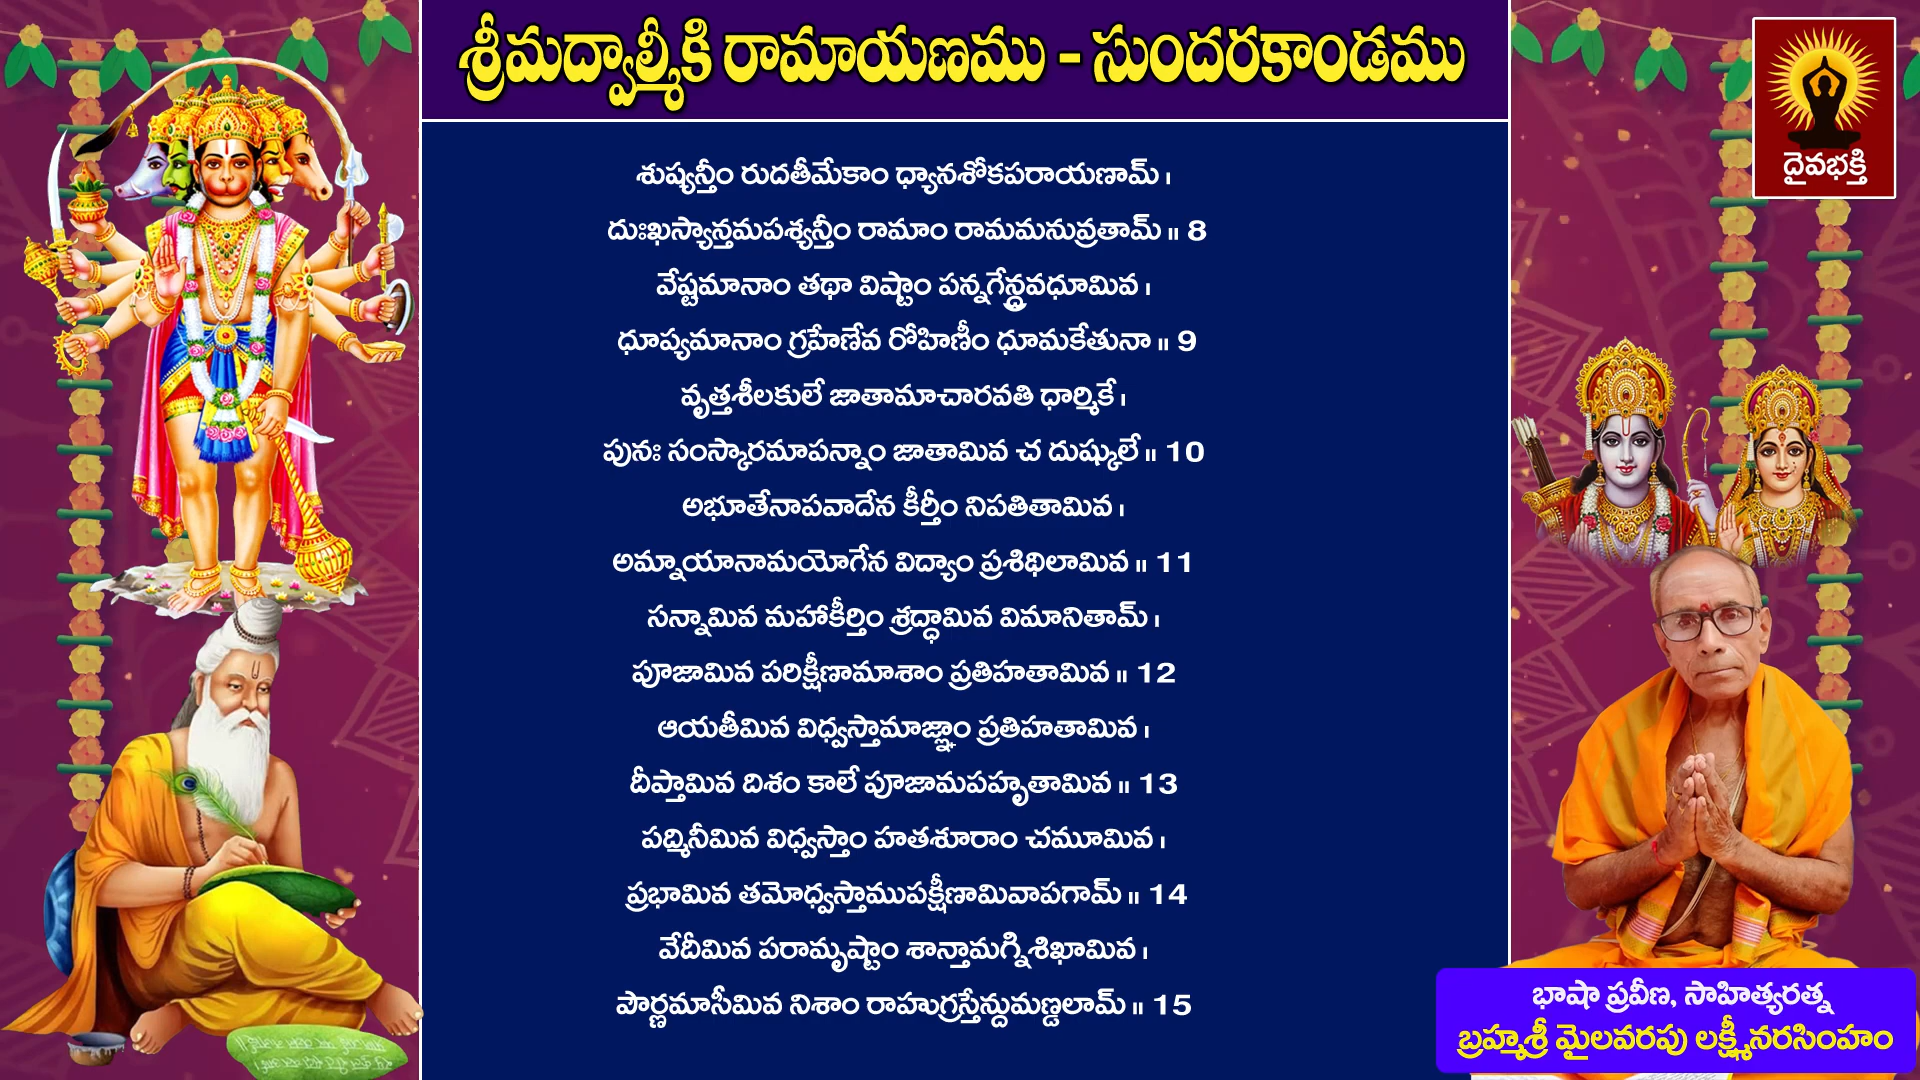 శ్రీమద్వాల్మీకి రామాయణము - సుందరకాండము
దైవభక్తి
శుష్యన్తీం రుదతీమేకాం ధ్యానశోకపరాయణామ్ ।
దుఃఖస్యాన్తమపశ్యన్తీం రామాం రామమనువ్రతామ్ ॥ 8
వేష్టమానాం తథా విష్టాం పన్నగేన్ద్రవధూమివ ।
ధూప్యమానాం గ్రహేణేవ రోహిణీం ధూమకేతునా ॥ 9
వృత్తశీలకులే జాతామాచారవతి ధార్మికే ।
పునః సంస్కారమాపన్నాం జాతామివ చ దుష్కులే ॥ 10
అభూతేనాపవాదేన కీర్తీం నిపతితామివ ।
అమ్నాయానామయోగేన విద్యాం ప్రశిథిలామివ ॥ 11
సన్నామివ మహాకీర్తిం శ్రద్ధామివ విమానితామ్ ।
పూజామివ పరిక్షీణామాశాం ప్రతిహతామివ ॥ 12
ఆయతీమివ విధ్వస్తామాజ్ఞాం ప్రతిహతామివ ।
దీప్తామివ దిశం కాలే పూజామపహృతామివ ॥ 13
పద్మినీమివ విధ్వస్తాం హతశూరాం చమూమివ ।
ప్రభామివ తమోధ్వస్తాముపక్షీణామివాపగామ్ ॥ 14
వేదీమివ పరామృష్టాం శాన్తామగ్నిశిఖామివ ।
పౌర్ణమాసీమివ నిశాం రాహుగ్రస్తేన్దుమణ్డలామ్ ॥ 15
భాషా ప్రవీణ, సాహిత్యరత్న
బ్రహ్మశ్రీ మైలవరపు లక్ష్మీనరసింహం